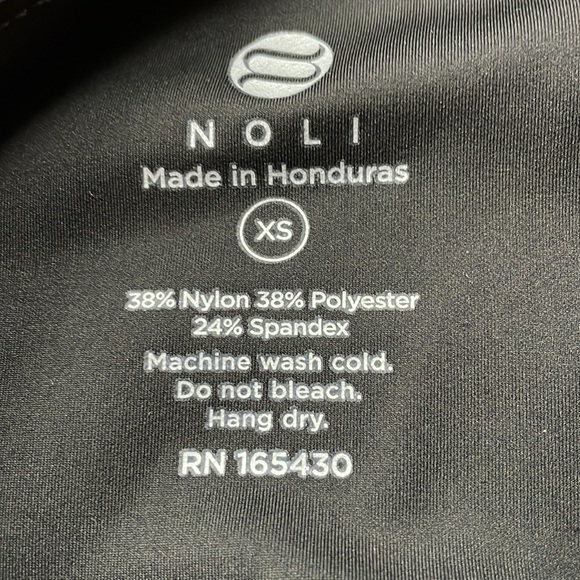 NOLI
Made in Honduras
XS
38% Nylon 38% Polyester
24% Spandex
Machine wash cold.
Do not bleach.
Hang dry.
RN 165430